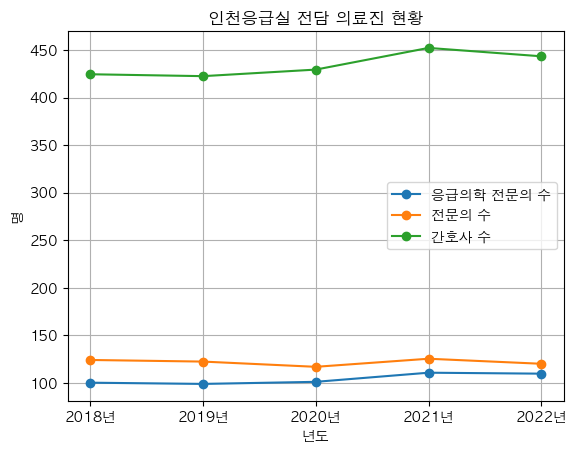 인천응급실 전담 의료진 현황
명
450
400
350
300
250
200
150
100
응급의학 전문의 수
전문의 수
간호사 수
2018년 2019년 2020년 2021년 2022년
년도